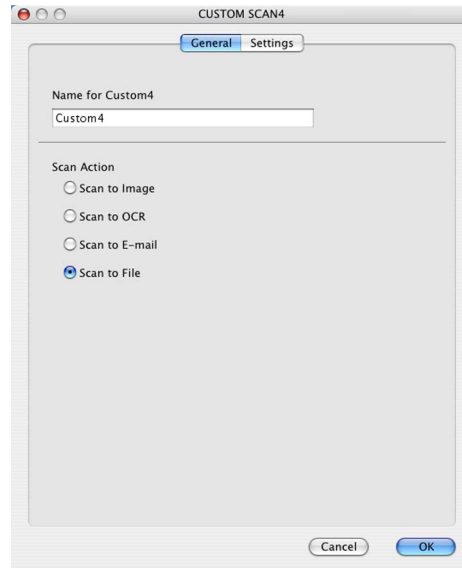 CUSTOM SCAN4
General Settings
Name for Custom4
Custom4
Scan Action
Scan to Image
Scan to OCR
Scan to E-mail
Scan to File
Cancel OK